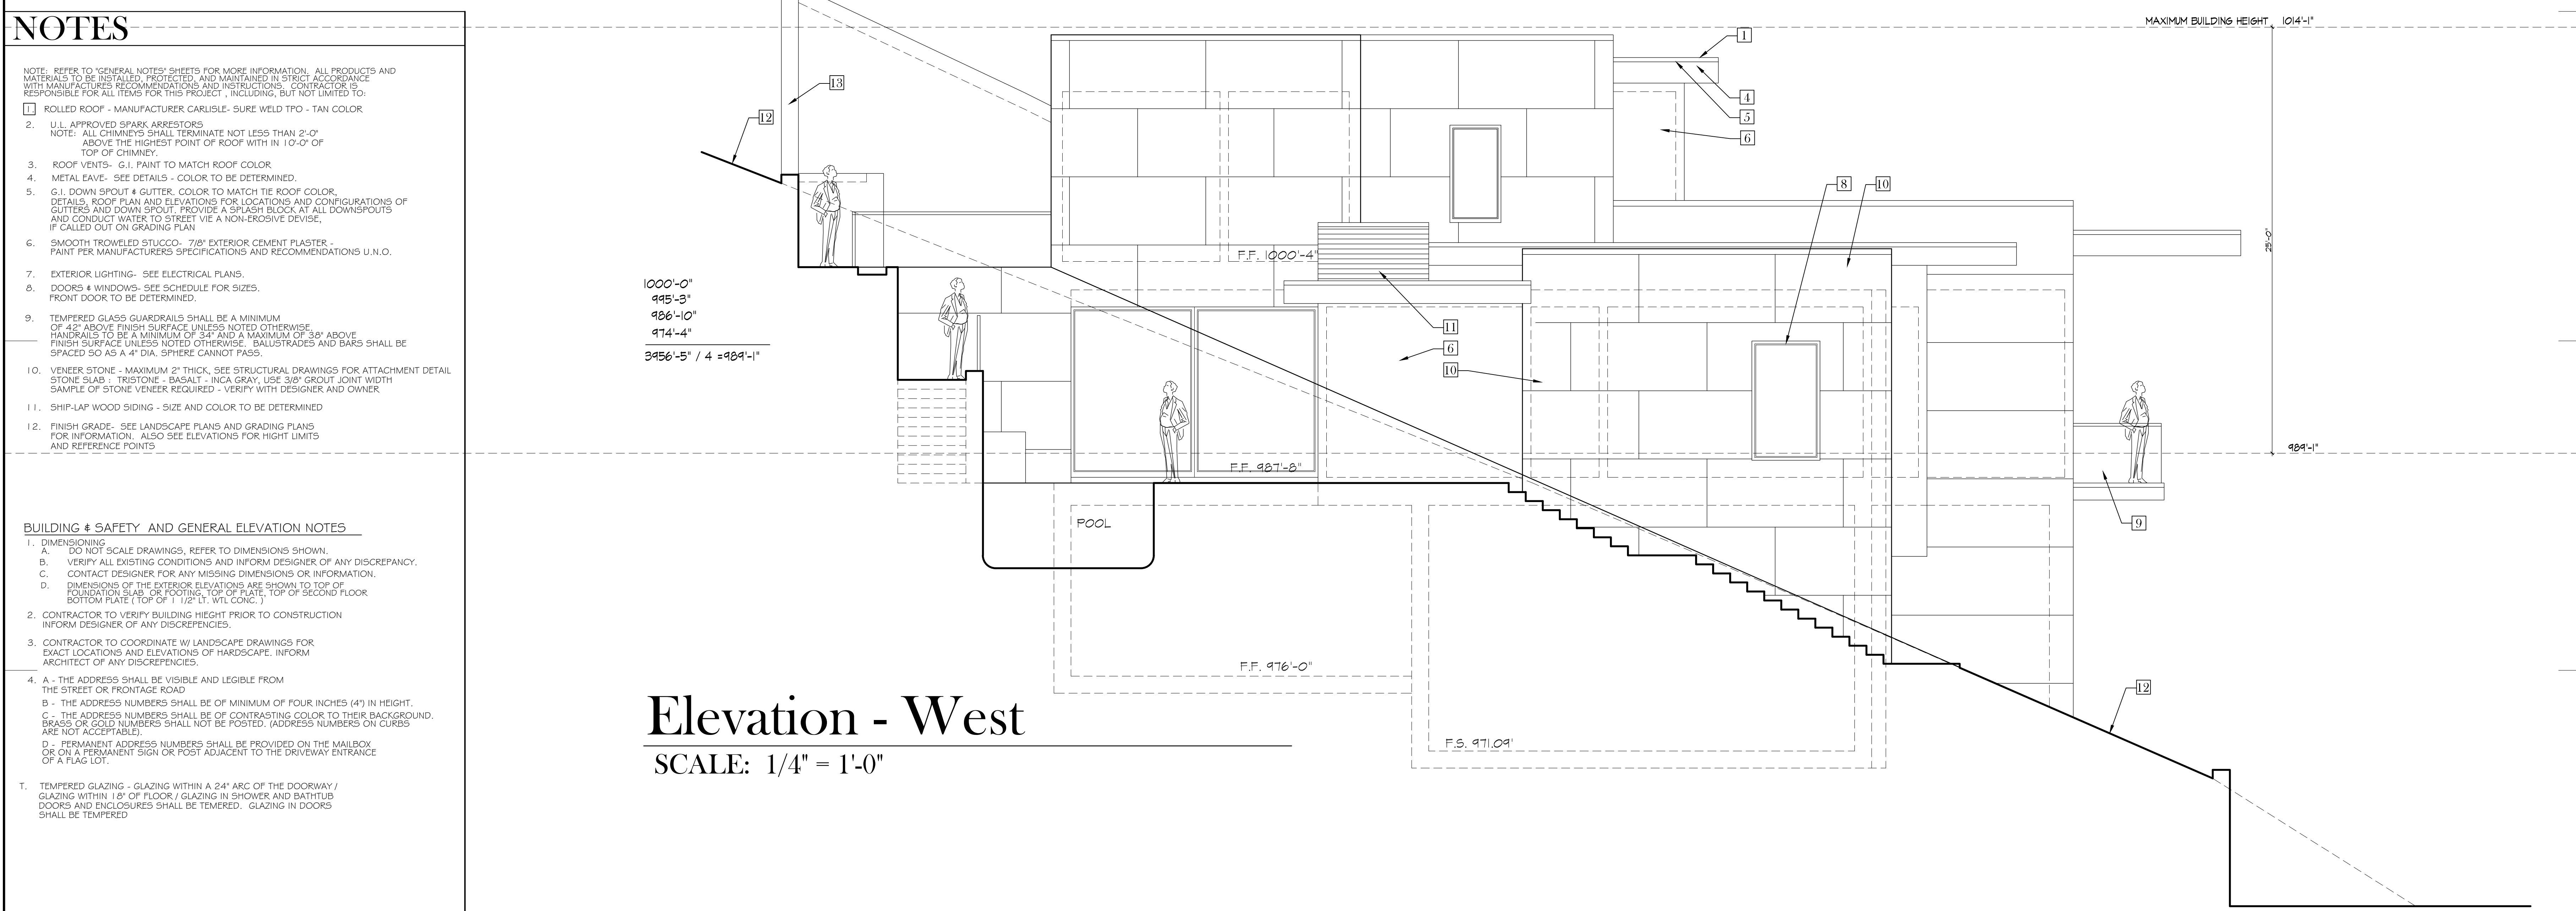 NOTES
NOTE: REFER TO "GENERAL NOTES" SHEETS FOR MORE INFORMATION. ALL PRODUCTS AND
MATERIALS TO BE INSTALLED, PROTECTED, AND MAINTAINED IN STRICT ACCORDANCE
WITH MANUFACTURES RECOMMENDATIONS AND INSTRUCTIONS. CONTRACTOR IS
RESPONSIBLE FOR ALL ITEMS FOR THIS PROJECT , INCLUDING, BUT NOT LIMITED TO:
1. ROLLED ROOF - MANUFACTURER CARLISLE- SURE WELD TPO - TAN COLOR
2. U.L. APPROVED SPARK ARRESTORS
NOTE: ALL CHIMNEYS SHALL TERMINATE NOT LESS THAN 2'-0"
ABOVE THE HIGHEST POINT OF ROOF WITH IN 10'-0" OF
TOP OF CHIMNEY.
3. ROOF VENTS- G.I. PAINT TO MATCH ROOF COLOR
4. METAL EAVE- SEE DETAILS - COLOR TO BE DETERMINED.
5. G.I. DOWN SPOUT & GUTTER. COLOR TO MATCH TIE ROOF COLOR,
DETAILS, ROOF PLAN AND ELEVATIONS FOR LOCATIONS AND CONFIGURATIONS OF
GUTTERS AND DOWN SPOUT. PROVIDE A SPLASH BLOCK AT ALL DOWNSPOUTS
AND CONDUCT WATER TO STREET VIE A NON-EROSIVE DEVISE,
IF CALLED OUT ON GRADING PLAN
6. SMOOTH TROWELED STUCCO- 7/8" EXTERIOR CEMENT PLASTER -
PAINT PER MANUFACTURERS SPECIFICATIONS AND RECOMMENDATIONS U.N.O.
7. EXTERIOR LIGHTING- SEE ELECTRICAL PLANS.
8. DOORS & WINDOWS- SEE SCHEDULE FOR SIZES.
FRONT DOOR TO BE DETERMINED.
9. TEMPERED GLASS GUARDRAILS SHALL BE A MINIMUM
OF 42" ABOVE FINISH SURFACE UNLESS NOTED OTHERWISE.
HANDRAILS TO BE A MINIMUM OF 34" AND A MAXIMUM OF 38" ABOVE
FINISH SURFACE UNLESS NOTED OTHERWISE. BALUSTRADES AND BARS SHALL BE
SPACED SO AS A 4" DIA. SPHERE CANNOT PASS.
10. VENEER STONE - MAXIMUM 2" THICK, SEE STRUCTURAL DRAWINGS FOR ATTACHMENT DETAIL
STONE SLAB : TRISTONE - BASALT - INCA GRAY, USE 3/8" GROUT JOINT WIDTH
SAMPLE OF STONE VENEER REQUIRED - VERIFY WITH DESIGNER AND OWNER
11. SHIP-LAP WOOD SIDING - SIZE AND COLOR TO BE DETERMINED
12. FINISH GRADE- SEE LANDSCAPE PLANS AND GRADING PLANS
FOR INFORMATION. ALSO SEE ELEVATIONS FOR HIGHT LIMITS
AND REFERENCE POINTS
BUILDING & SAFETY AND GENERAL ELEVATION NOTES
1. DIMENSIONING
A. DO NOT SCALE DRAWINGS, REFER TO DIMENSIONS SHOWN.
B. VERIFY ALL EXISTING CONDITIONS AND INFORM DESIGNER OF ANY DISCREPANCY.
C. CONTACT DESIGNER FOR ANY MISSING DIMENSIONS OR INFORMATION.
D. DIMENSIONS OF THE EXTERIOR ELEVATIONS ARE SHOWN TO TOP OF
FOUNDATION SLAB OR FOOTING, TOP OF PLATE, TOP OF SECOND FLOOR
BOTTOM PLATE ( TOP OF 1 1/2" LT. WTL CONC. )
2. CONTRACTOR TO VERIFY BUILDING HIEGHT PRIOR TO CONSTRUCTION
INFORM DESIGNER OF ANY DISCREPENCIES.
3. CONTRACTOR TO COORDINATE W/ LANDSCAPE DRAWINGS FOR
EXACT LOCATIONS AND ELEVATIONS OF HARDSCAPE. INFORM
ARCHITECT OF ANY DISCREPENCIES.
4. A - THE ADDRESS SHALL BE VISIBLE AND LEGIBLE FROM
THE STREET OR FRONTAGE ROAD
B - THE ADDRESS NUMBERS SHALL BE OF MINIMUM OF FOUR INCHES (4") IN HEIGHT.
C - THE ADDRESS NUMBERS SHALL BE OF CONTRASTING COLOR TO THEIR BACKGROUND.
BRASS OR GOLD NUMBERS SHALL NOT BE POSTED. (ADDRESS NUMBERS ON CURBS
ARE NOT ACCEPTABLE).
D - PERMANENT ADDRESS NUMBERS SHALL BE PROVIDED ON THE MAILBOX
OR ON A PERMANENT SIGN OR POST ADJACENT TO THE DRIVEWAY ENTRANCE
OF A FLAG LOT.
T. TEMPERED GLAZING - GLAZING WITHIN A 24" ARC OF THE DOORWAY /
GLAZING WITHIN 18" OF FLOOR / GLAZING IN SHOWER AND BATHTUB
DOORS AND ENCLOSURES SHALL BE TEMERED. GLAZING IN DOORS
SHALL BE TEMPERED
MAXIMUM BUILDING HEIGHT 1014'-1"
1
13
4
12
5
6
8
10
25'-0"
F.F. 1000'-4"
1000'-0"
995'-3"
986'-10"
974'-4"
3956'-5" / 4 =989'-1"
11
6
10
989'-1"
F.F. 987'-8"
POOL
9
F.F. 976'-0"
12
F.S. 971.09'
Elevation - West
SCALE: 1/4" = 1'-0"